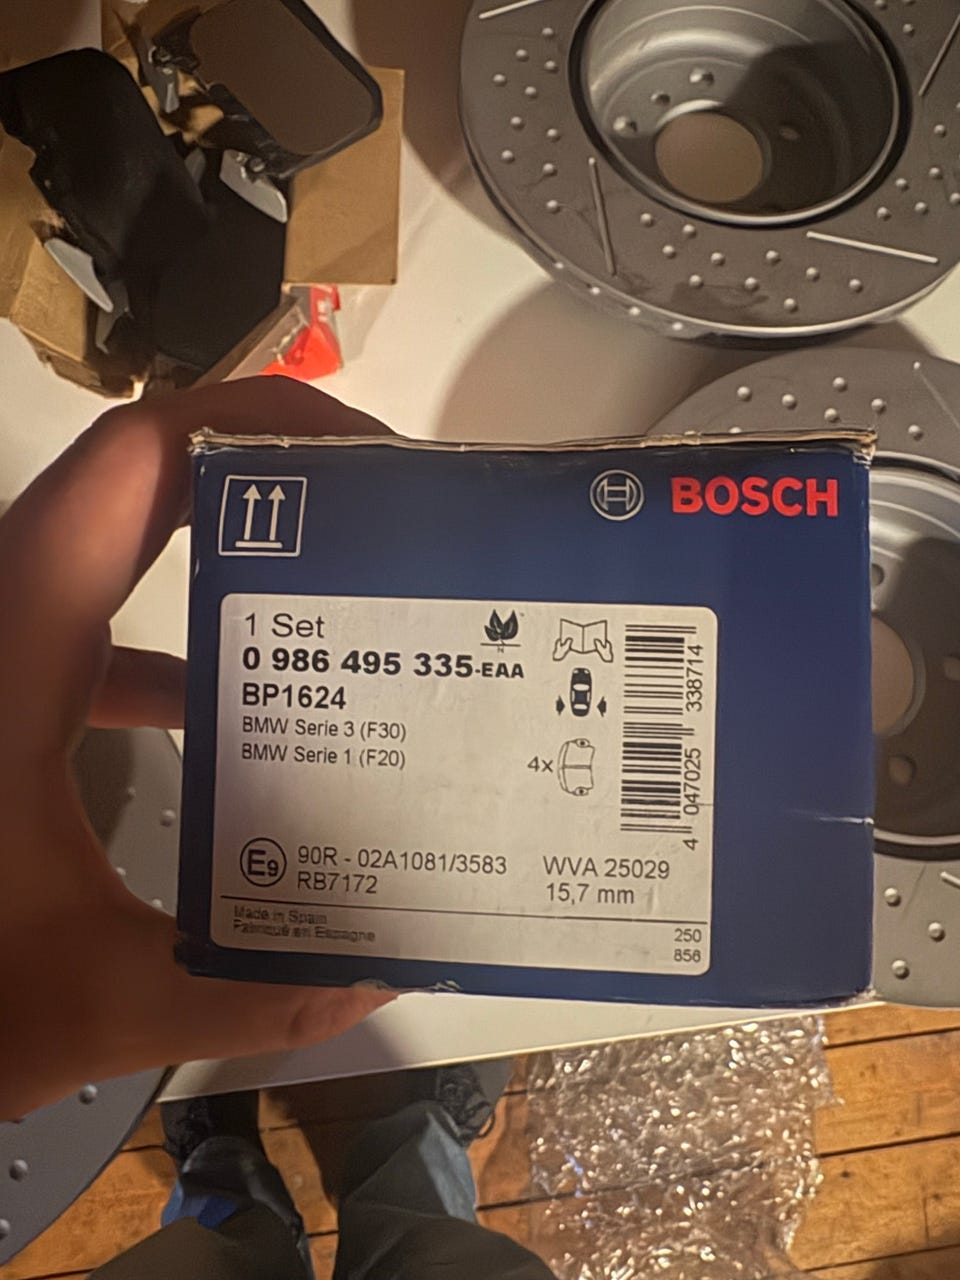 BOSCH
1 Set
0 986 495 335-EAA
BP1624
BMW Serie 3 (F30)
BMW Serie 1 (F20)
4x
E9
90R - 02A1081/3583
RB7172
WVA 25029
15,7 mm
Made in Spain
Fabriqué en Espagne
250
856
4 047025 338714